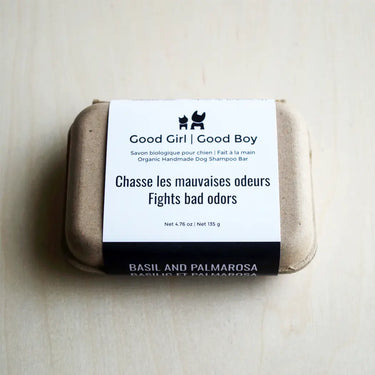 Good Girl | Good Boy
Savon biologique pour chien | Fait à la main
Organic Handmade Dog Shampoo Bar
Chasse les mauvaises odeurs
Fights bad odors
Net 4.76 oz | Net 135 g
BASIL AND PALMAROSA
BASILIC ET PALMAROSA